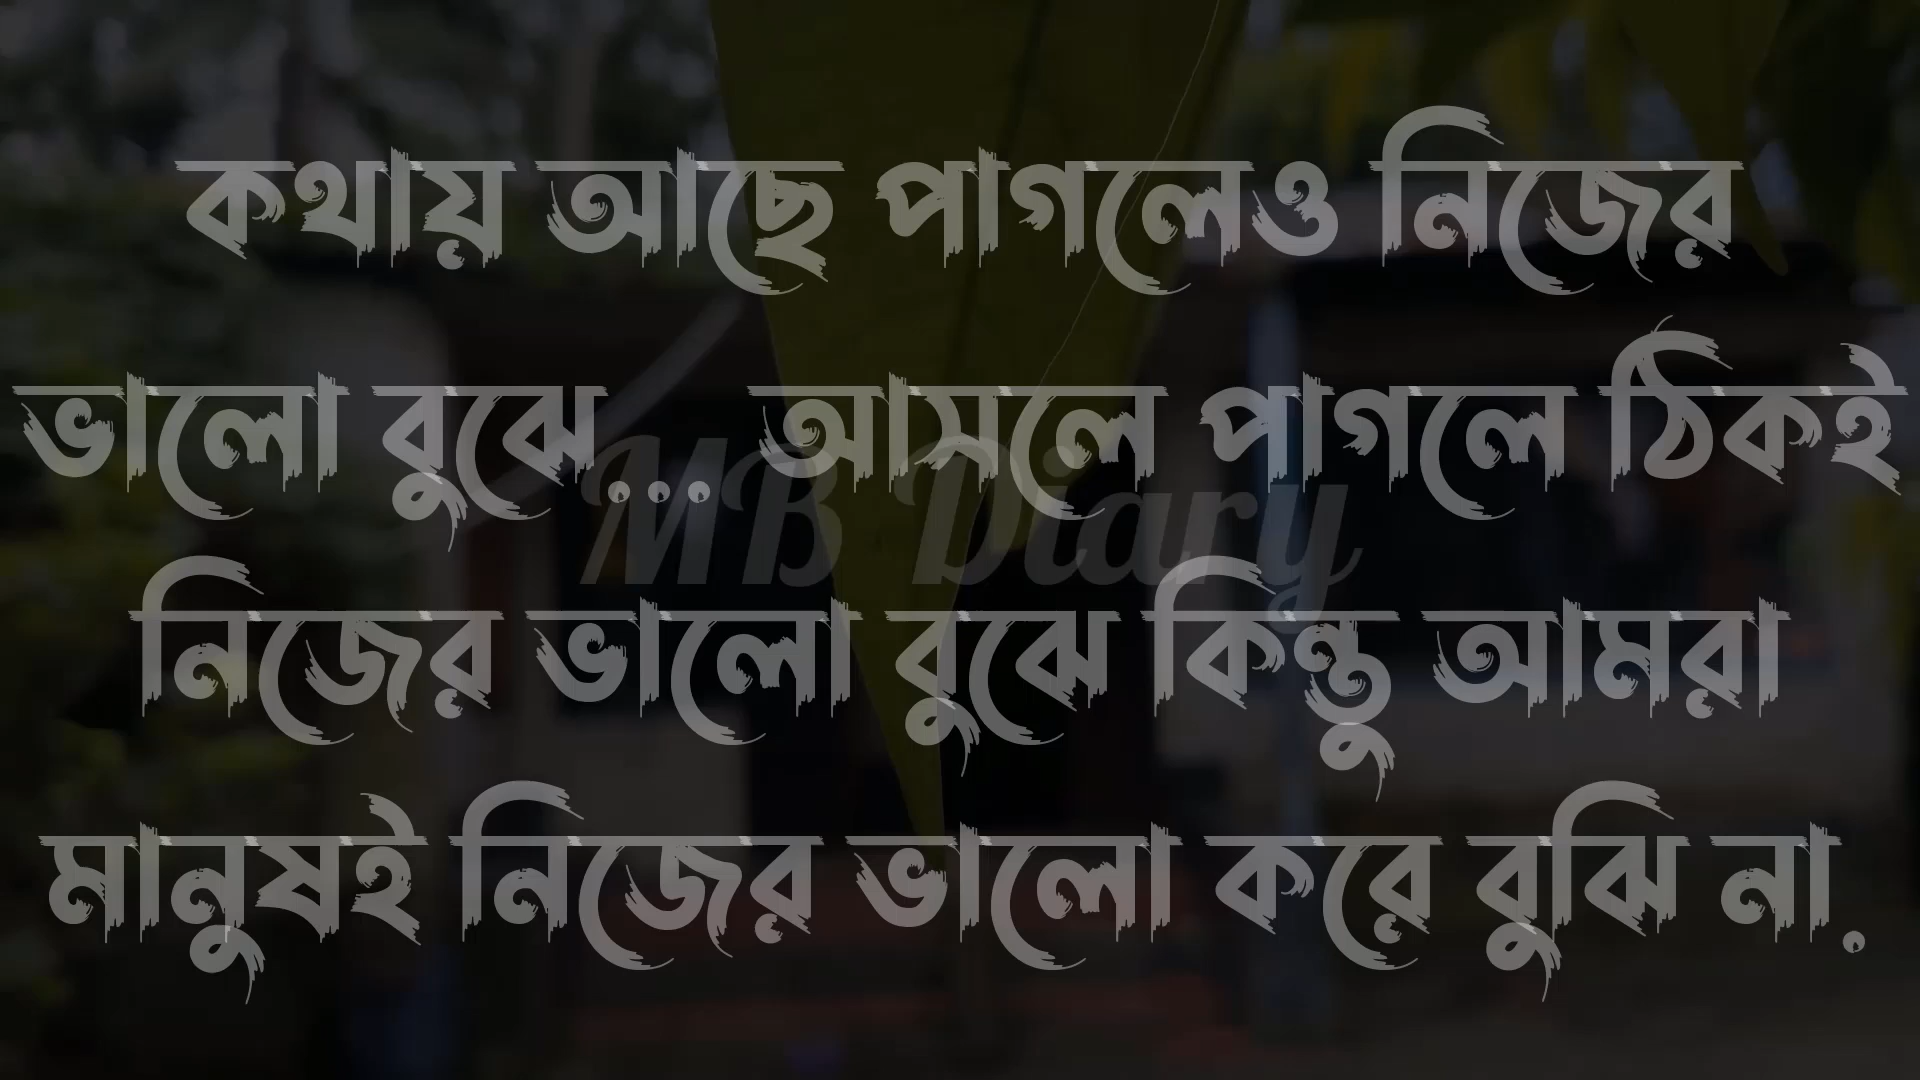 কথায় আছে পাগলেও নিজের
ভালো বুঝে... আসলে পাগলে ঠিকই
MB Diary
নিজের ভালো বুঝে কিন্তু আমরা
মানুষই নিজের ভালো করে বুঝি না.